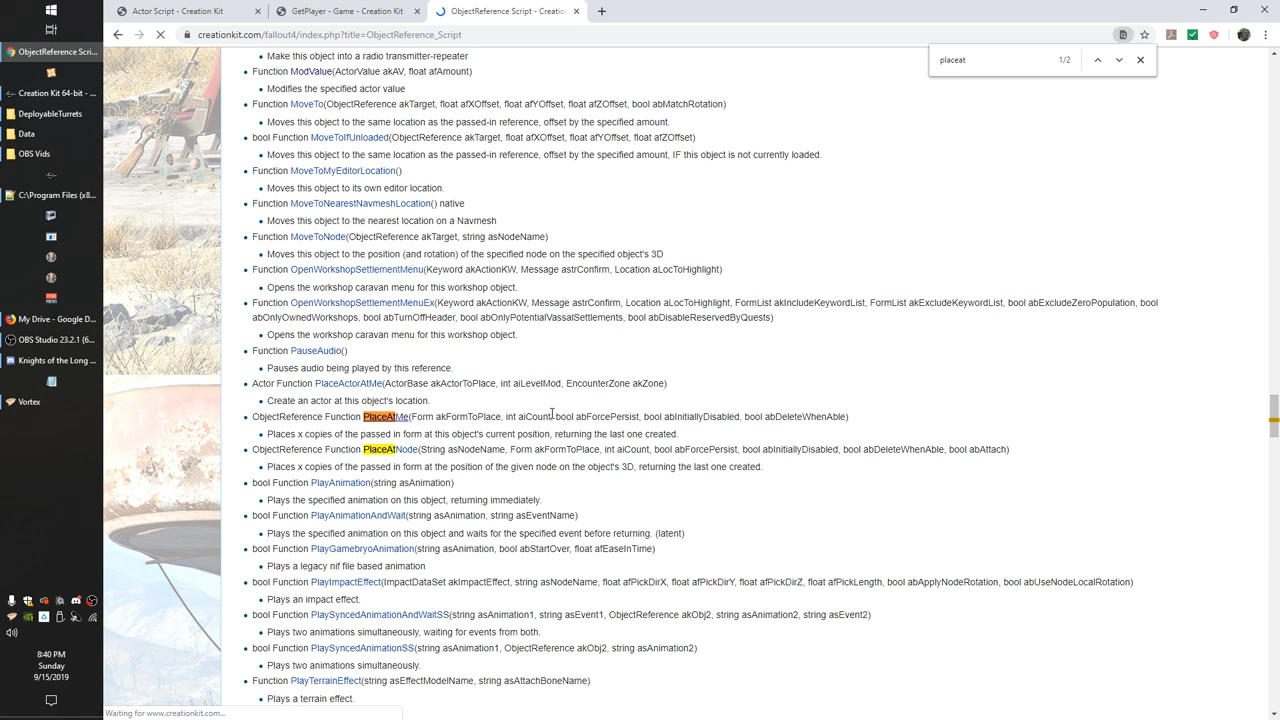 Actor Script - Creation Kit
GetPlayer - Game - Creation Kit
ObjectReference Script - Creation
creationkit.com/fallout4/index.php?title=ObjectReference_Script
placeat 1/2
ObjectReference Scri...
Creation Kit 64-bit - ...
DeployableTurrets
Data
OBS Vids
C:\Program Files (x8...
My Drive - Google D...
OBS Studio 23.2.1 (6...
Knights of the Long ...
Vortex
8:40 PM
Sunday
9/15/2019
Make this object into a radio transmitter-repeater
Function ModValue(ActorValue akAV, float afAmount)
Modifies the specified actor value
Function MoveTo(ObjectReference akTarget, float afXOffset, float afYOffset, float afZOffset, bool abMatchRotation)
Moves this object to the same location as the passed-in reference, offset by the specified amount.
bool Function MoveToIfUnloaded(ObjectReference akTarget, float afXOffset, float afYOffset, float afZOffset)
Moves this object to the same location as the passed-in reference, offset by the specified amount, IF this object is not currently loaded.
Function MoveToMyEditorLocation()
Moves this object to its own editor location.
Function MoveToNearestNavmeshLocation() native
Moves this object to the nearest location on a Navmesh
Function MoveToNode(ObjectReference akTarget, string asNodeName)
Moves this object to the position (and rotation) of the specified node on the specified object's 3D
Function OpenWorkshopSettlementMenu(Keyword akActionKW, Message astrConfirm, Location aLocToHighlight)
Opens the workshop caravan menu for this workshop object.
Function OpenWorkshopSettlementMenuEx(Keyword akActionKW, Message astrConfirm, Location aLocToHighlight, FormList akIncludeKeywordList, FormList akExcludeKeywordList, bool abExcludeZeroPopulation, bool
abOnlyOwnedWorkshops, bool abTurnOffHeader, bool abOnlyPotentialVassalSettlements, bool abDisableReservedByQuests)
Opens the workshop caravan menu for this workshop object.
Function PauseAudio()
Pauses audio being played by this reference.
Actor Function PlaceActorAtMe(ActorBase akActorToPlace, int aiLevelMod, EncounterZone akZone)
Create an actor at this object's location.
ObjectReference Function PlaceAtMe(Form akFormToPlace, int aiCount, bool abForcePersist, bool abInitiallyDisabled, bool abDeleteWhenAble)
Places x copies of the passed in form at this object's current position, returning the last one created.
ObjectReference Function PlaceAtNode(String asNodeName, Form akFormToPlace, int aiCount, bool abForcePersist, bool abInitiallyDisabled, bool abDeleteWhenAble, bool abAttach)
Places x copies of the passed in form at the position of the given node on the object's 3D, returning the last one created.
bool Function PlayAnimation(string asAnimation)
Plays the specified animation on this object, returning immediately.
bool Function PlayAnimationAndWait(string asAnimation, string asEventName)
Plays the specified animation on this object and waits for the specified event before returning. (latent)
bool Function PlayGamebryoAnimation(string asAnimation, bool abStartOver, float afEaseInTime)
Plays a legacy nif file based animation
bool Function PlayImpactEffect(ImpactDataSet akImpactEffect, string asNodeName, float afPickDirX, float afPickDirY, float afPickDirZ, float afPickLength, bool abApplyNodeRotation, bool abUseNodeLocalRotation)
Plays an impact effect.
bool Function PlaySyncedAnimationAndWaitSS(string asAnimation1, string asEvent1, ObjectReference akObj2, string asAnimation2, string asEvent2)
Plays two animations simultaneously, waiting for events from both.
bool Function PlaySyncedAnimationSS(string asAnimation1, ObjectReference akObj2, string asAnimation2)
Plays two animations simultaneously.
Function PlayTerrainEffect(string asEffectModelName, string asAttachBoneName)
Plays a terrain effect.
Waiting for www.creationkit.com...